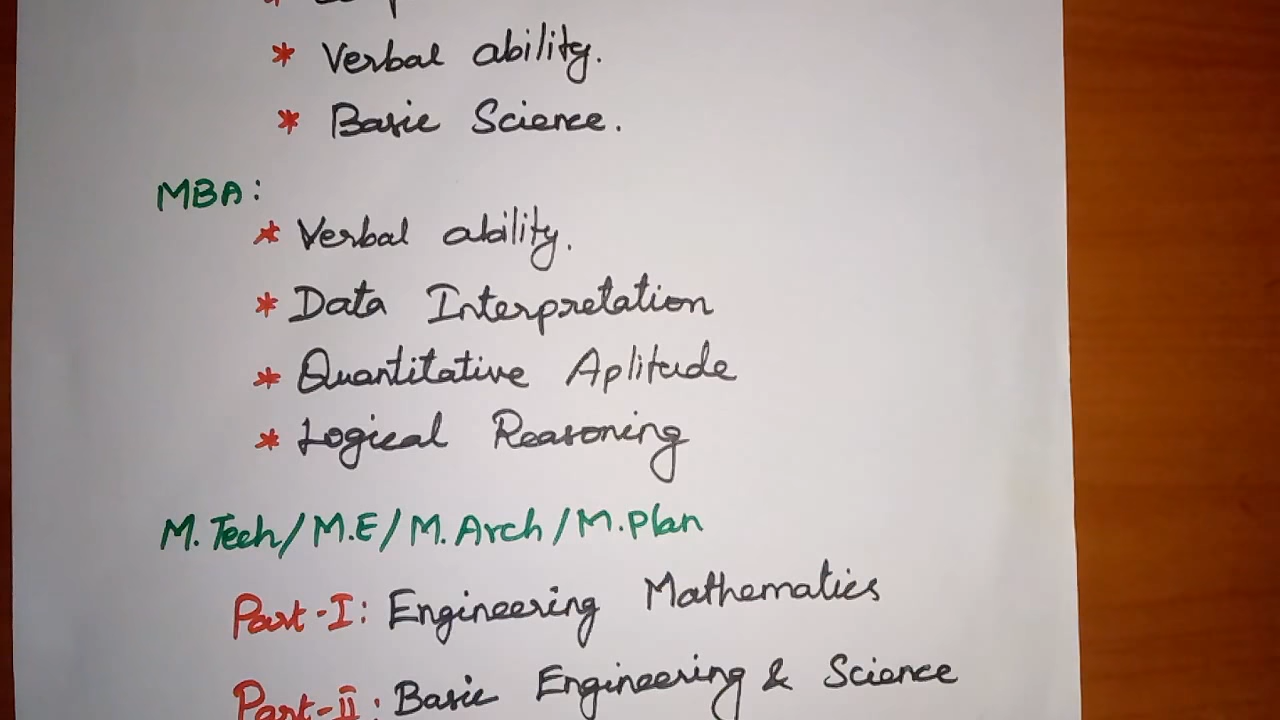 * Verbal ability.
* Basic Science.
MBA:
* Verbal ability.
* Data Interpretation
* Quantitative Aplitude
* Logical Reasoning
M.Tech/M.E/M.Arch/M.Plan
Part-I: Engineering Mathematics
Part-II: Basic Engineering & Science